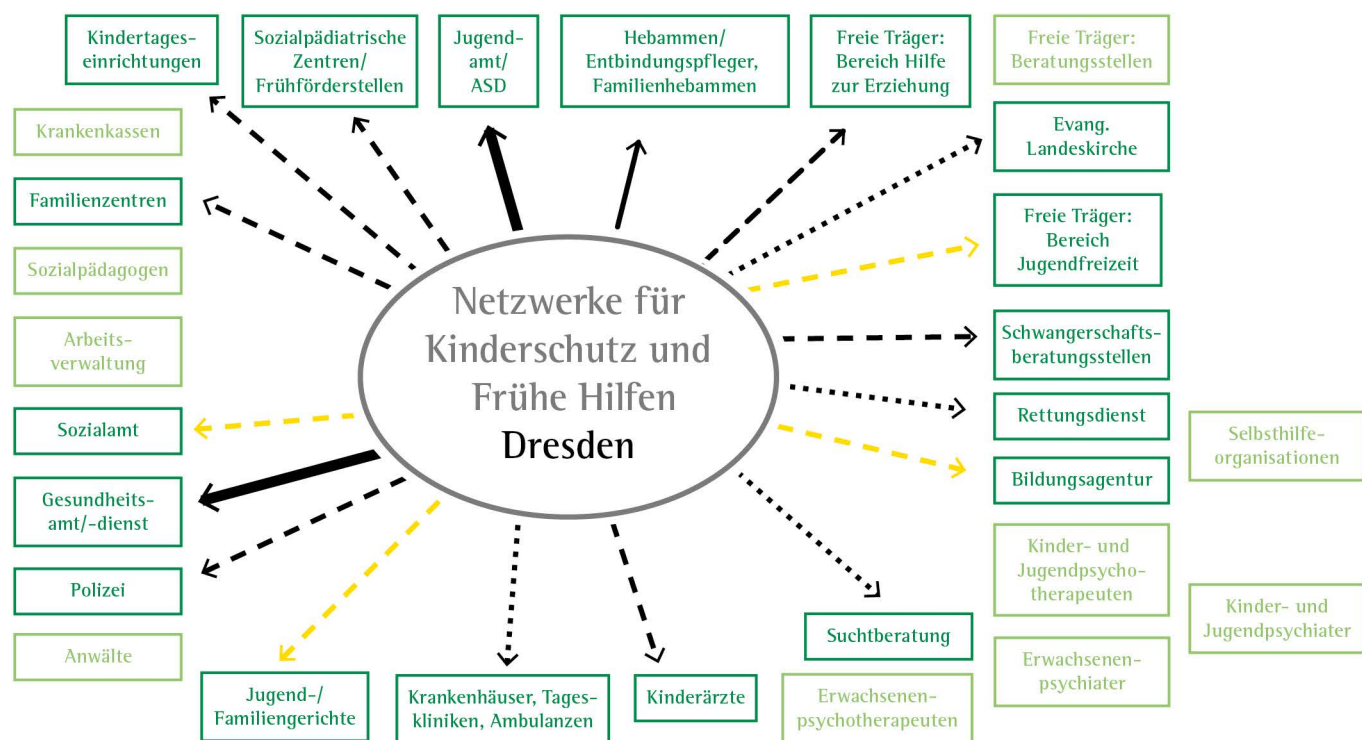 Kindertages-
einrichtungen
Sozialpädiatrische
Zentren/
Frühförderstellen
Jugend-
amt/
ASD
Hebammen/
Entbindungspfleger,
Familienhebammen
Freie Träger:
Bereich Hilfe
zur Erziehung
Freie Träger:
Beratungsstellen
Krankenkassen
Evang.
Landeskirche
Familienzentren
Freie Träger:
Bereich
Jugendfreizeit
Sozialpädagogen
Netzwerke für
Kinderschutz und
Frühe Hilfen
Dresden
Arbeits-
verwaltung
Schwangerschafts-
beratungsstellen
Sozialamt
Rettungsdienst
Selbsthilfe-
organisationen
Gesundheits-
amt/-dienst
Bildungsagentur
Polizei
Kinder- und
Jugendpsycho-
therapeuten
Kinder- und
Jugendpsychiater
Anwälte
Suchtberatung
Erwachsenen-
psychiater
Jugend-/
Familiengerichte
Krankenhäuser, Tages-
kliniken, Ambulanzen
Kinderärzte
Erwachsenen-
psychotherapeuten